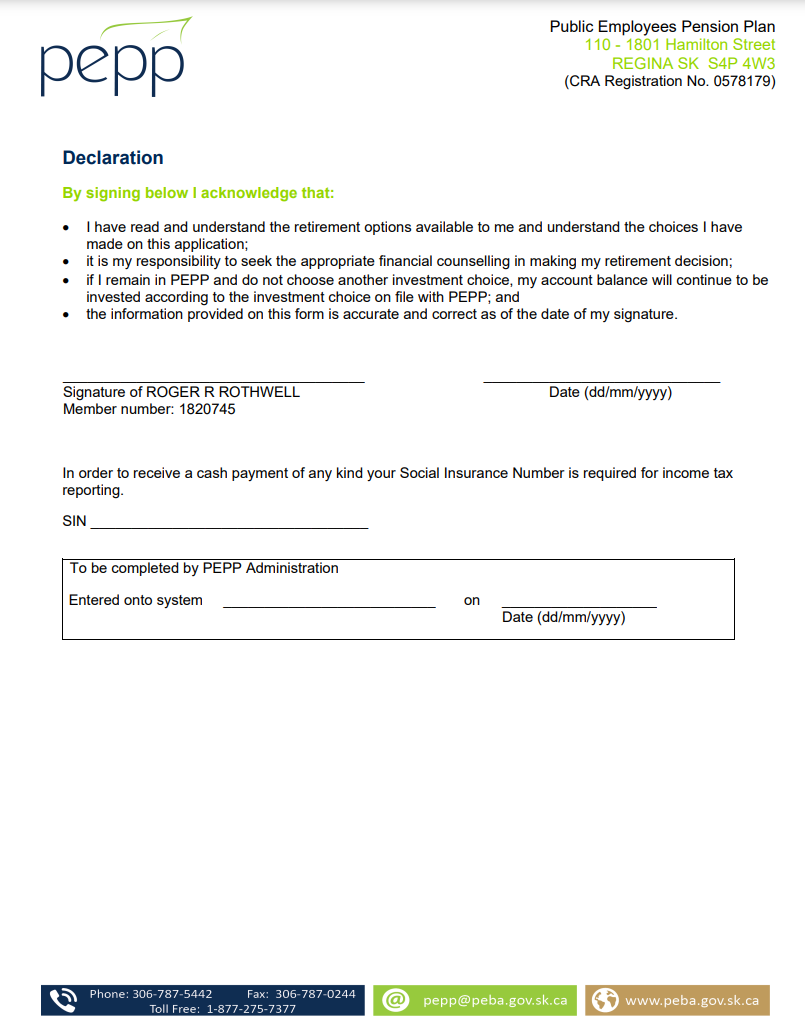 pepp
Public Employees Pension Plan
110 - 1801 Hamilton Street
REGINA SK  S4P 4W3
(CRA Registration No. 0578179)
Declaration
By signing below I acknowledge that:
• I have read and understand the retirement options available to me and understand the choices I have
made on this application;
• it is my responsibility to seek the appropriate financial counselling in making my retirement decision;
• if I remain in PEPP and do not choose another investment choice, my account balance will continue to be
invested according to the investment choice on file with PEPP; and
• the information provided on this form is accurate and correct as of the date of my signature.
Signature of ROGER R ROTHWELL
Date (dd/mm/yyyy)
Member number: 1820745
In order to receive a cash payment of any kind your Social Insurance Number is required for income tax
reporting.
SIN
To be completed by PEPP Administration
Entered onto system on
Date (dd/mm/yyyy)
Phone: 306-787-5442 Fax: 306-787-0244
Toll Free: 1-877-275-7377
pepp@peba.gov.sk.ca
www.peba.gov.sk.ca